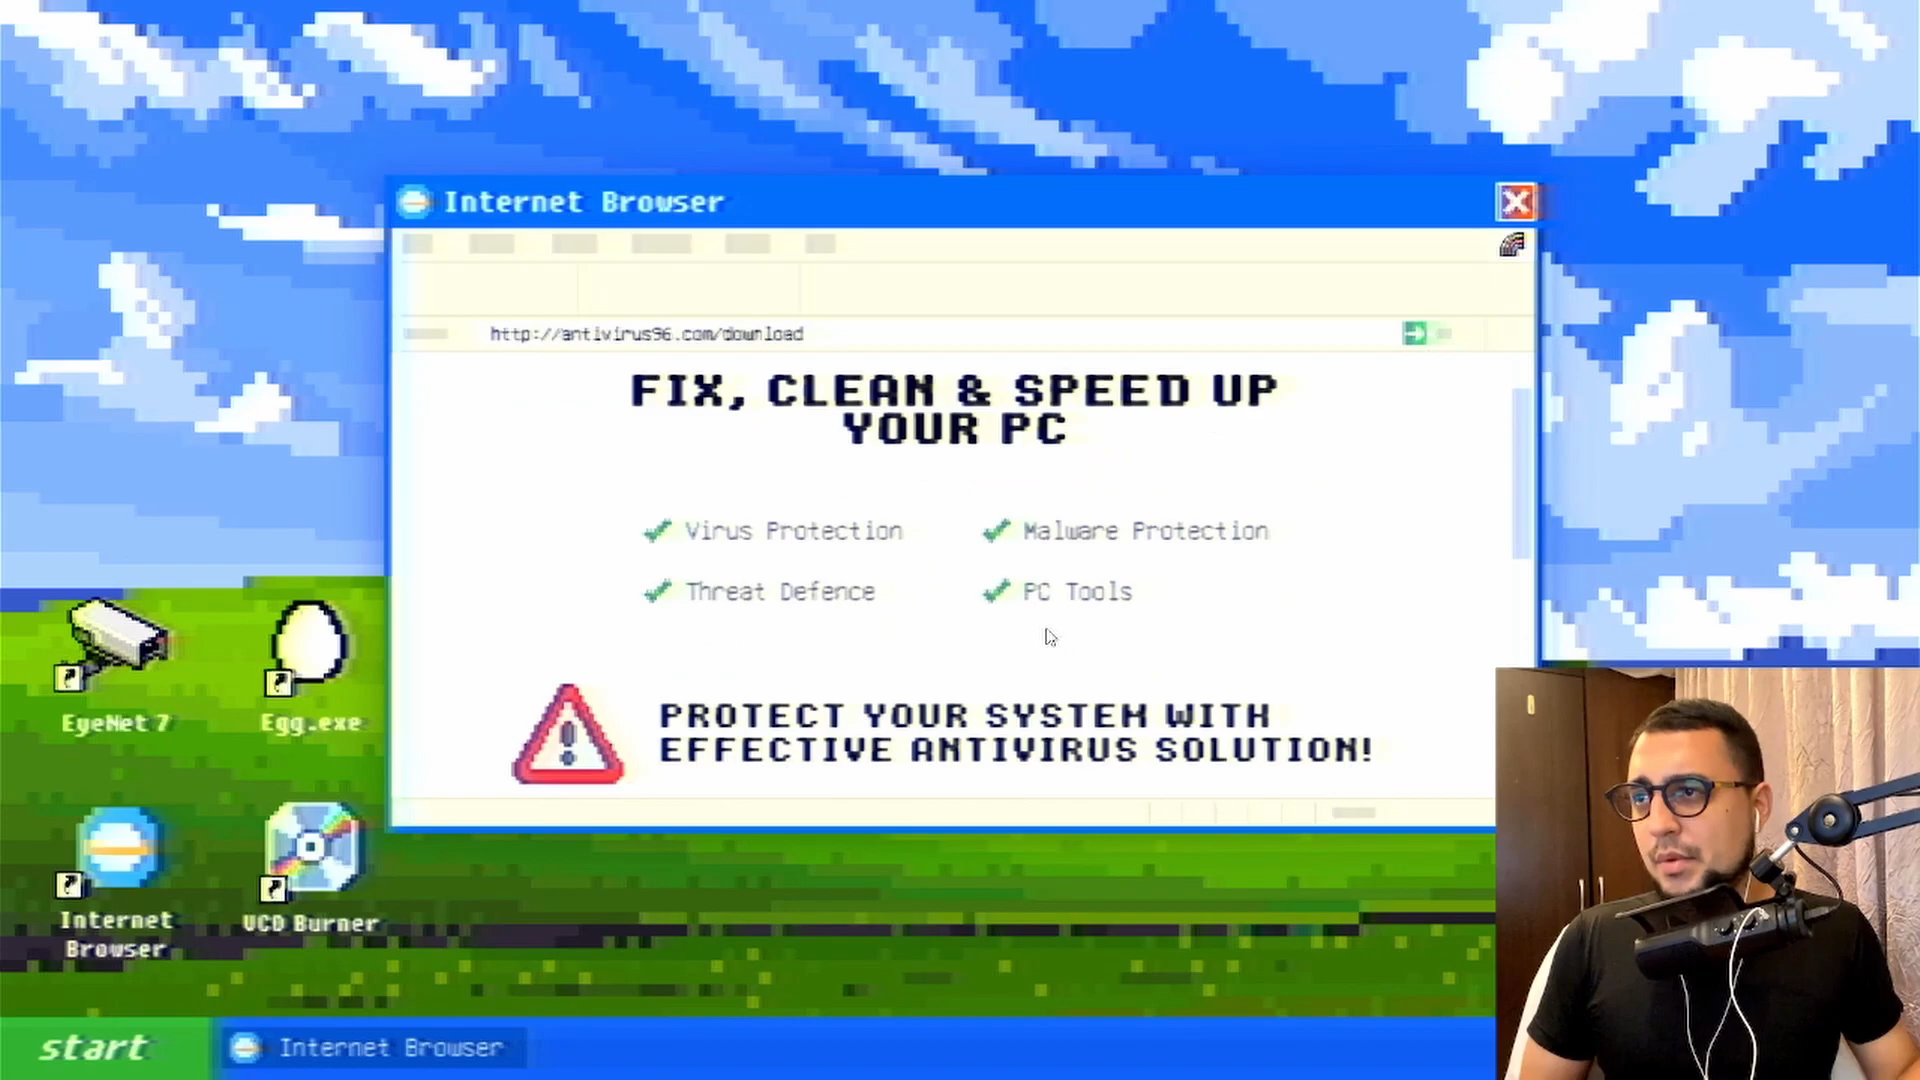 Internet Browser
http://antivirus96.com/download
FIX, CLEAN & SPEED UP
YOUR PC
Virus Protection
Malware Protection
Threat Defence
PC Tools
PROTECT YOUR SYSTEM WITH
EFFECTIVE ANTIVIRUS SOLUTION!
EyeNet 7
Egg.exe
Internet
Browser
VCD Burner
start
Internet Browser